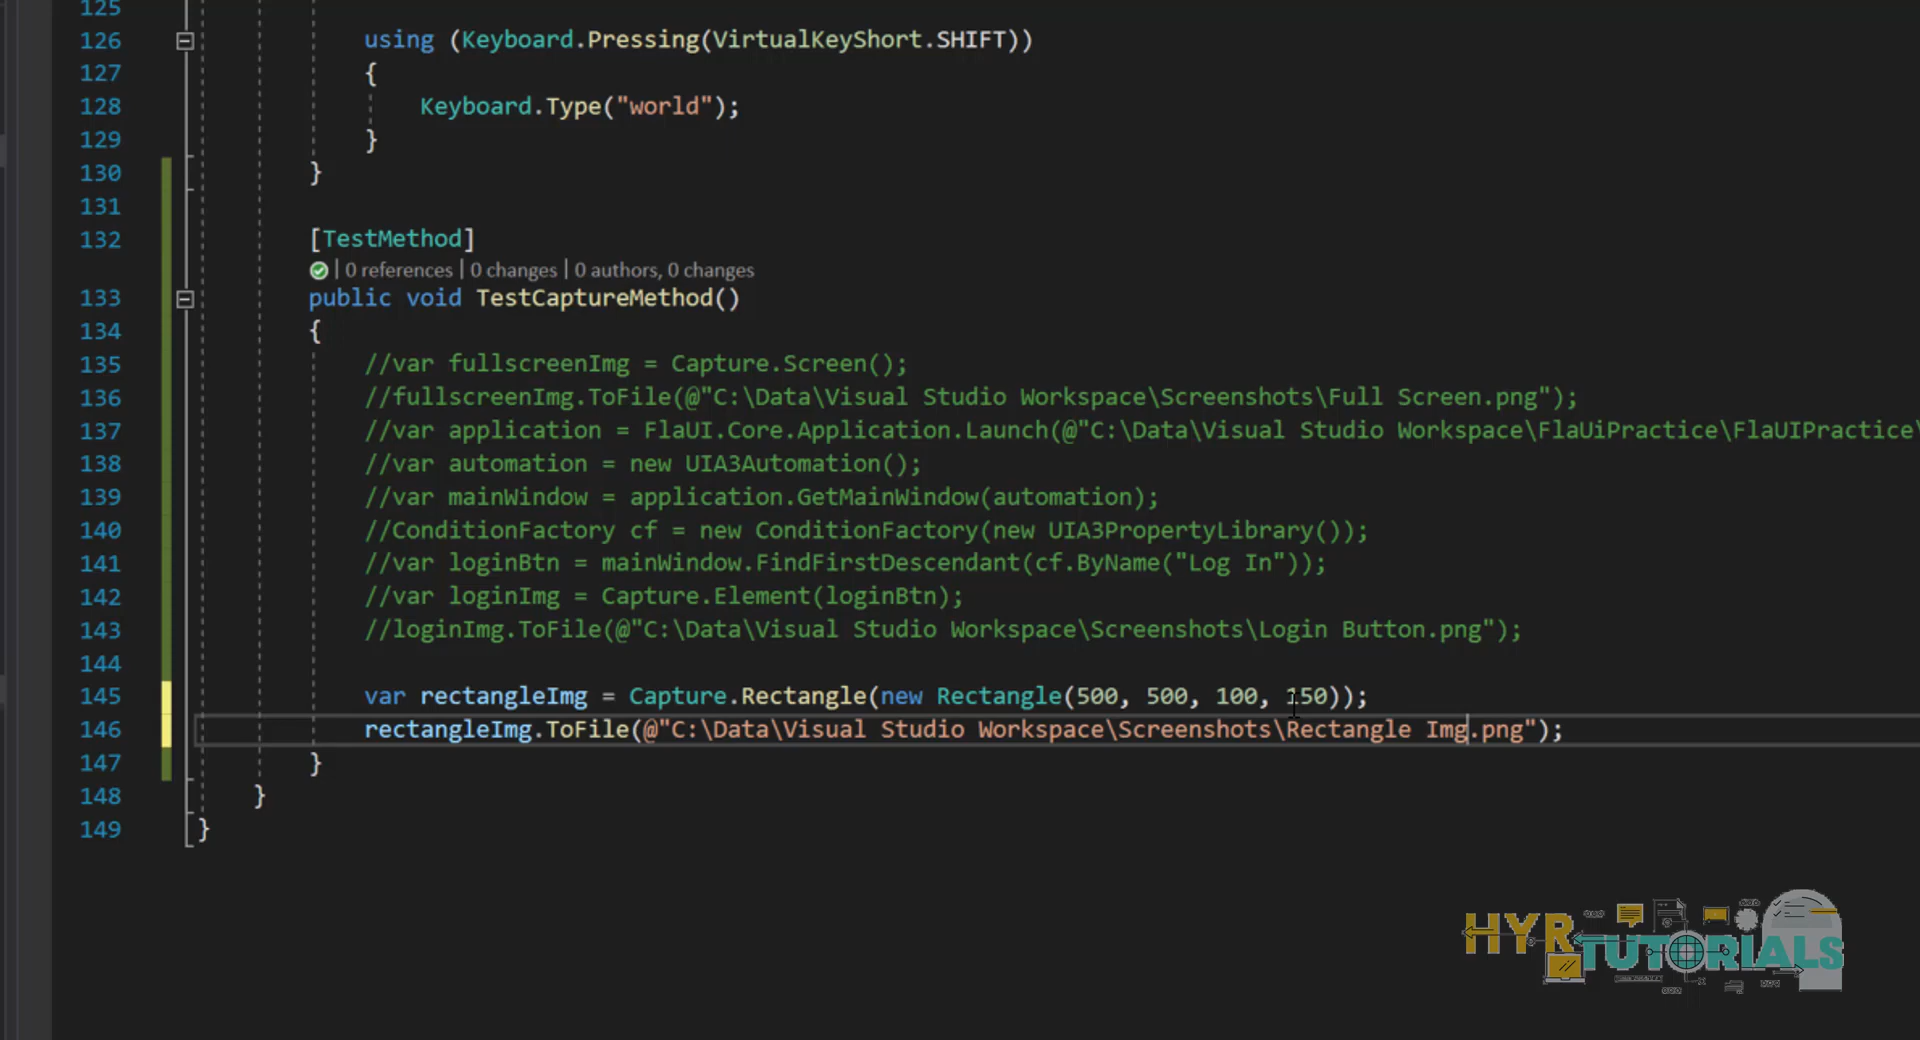 125
126 using (Keyboard.Pressing(VirtualKeyShort.SHIFT))
127 {
128 Keyboard.Type("world");
129 }
130 }
131
132 [TestMethod]
| 0 references | 0 changes | 0 authors, 0 changes
133 public void TestCaptureMethod()
134 {
135 //var fullscreenImg = Capture.Screen();
136 //fullscreenImg.ToFile(@"C:\Data\Visual Studio Workspace\Screenshots\Full Screen.png");
137 //var application = FlaUI.Core.Application.Launch(@"C:\Data\Visual Studio Workspace\FlaUiPractice\FlaUIPractice\
138 //var automation = new UIA3Automation();
139 //var mainWindow = application.GetMainWindow(automation);
140 //ConditionFactory cf = new ConditionFactory(new UIA3PropertyLibrary());
141 //var loginBtn = mainWindow.FindFirstDescendant(cf.ByName("Log In"));
142 //var loginImg = Capture.Element(loginBtn);
143 //loginImg.ToFile(@"C:\Data\Visual Studio Workspace\Screenshots\Login Button.png");
144
145 var rectangleImg = Capture.Rectangle(new Rectangle(500, 500, 100, 150));
146 rectangleImg.ToFile(@"C:\Data\Visual Studio Workspace\Screenshots\Rectangle Img.png");
147 }
148 }
149 }
HYR TUTORIALS